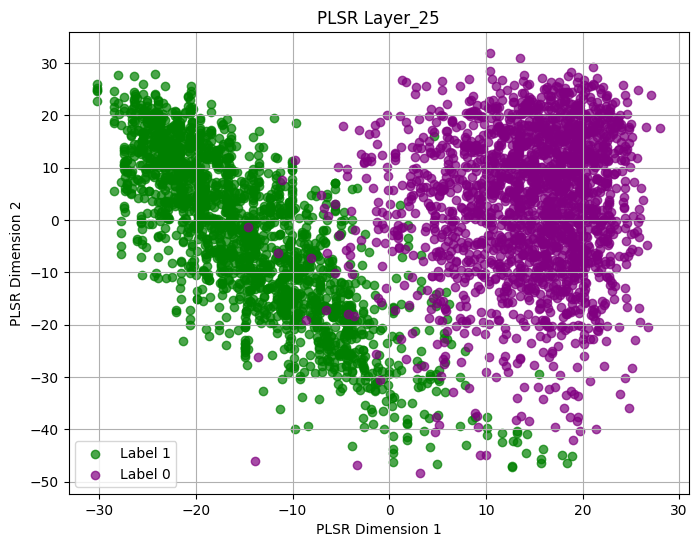 PLSR Layer_25
PLSR Dimension 2
30
20
10
0
−10
−20
−30
−40
−50
Label 1
Label 0
−30 −20 −10 0 10 20 30
PLSR Dimension 1